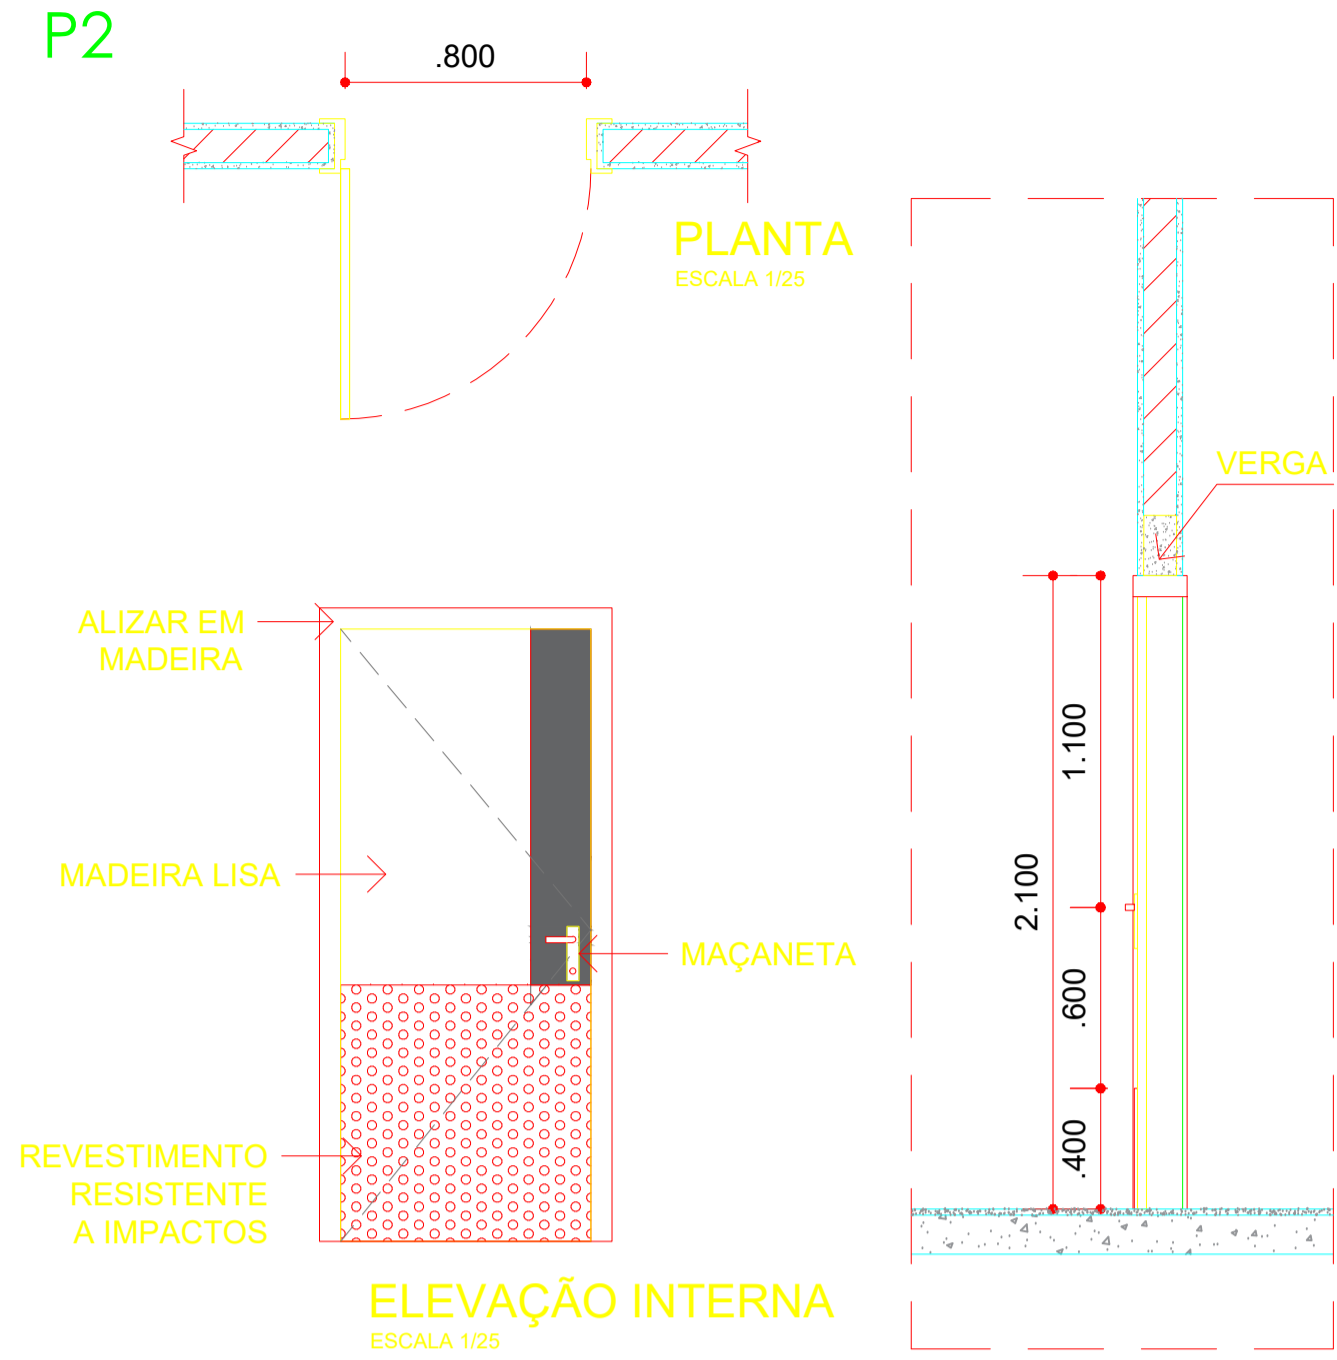 P2
.800
PLANTA
ESCALA 1/25
VERGA
ALIZAR EM
MADEIRA
1.100
MADEIRA LISA
2.100
MAÇANETA
.600
.400
REVESTIMENTO
RESISTENTE
A IMPACTOS
ELEVAÇÃO INTERNA
ESCALA 1/25